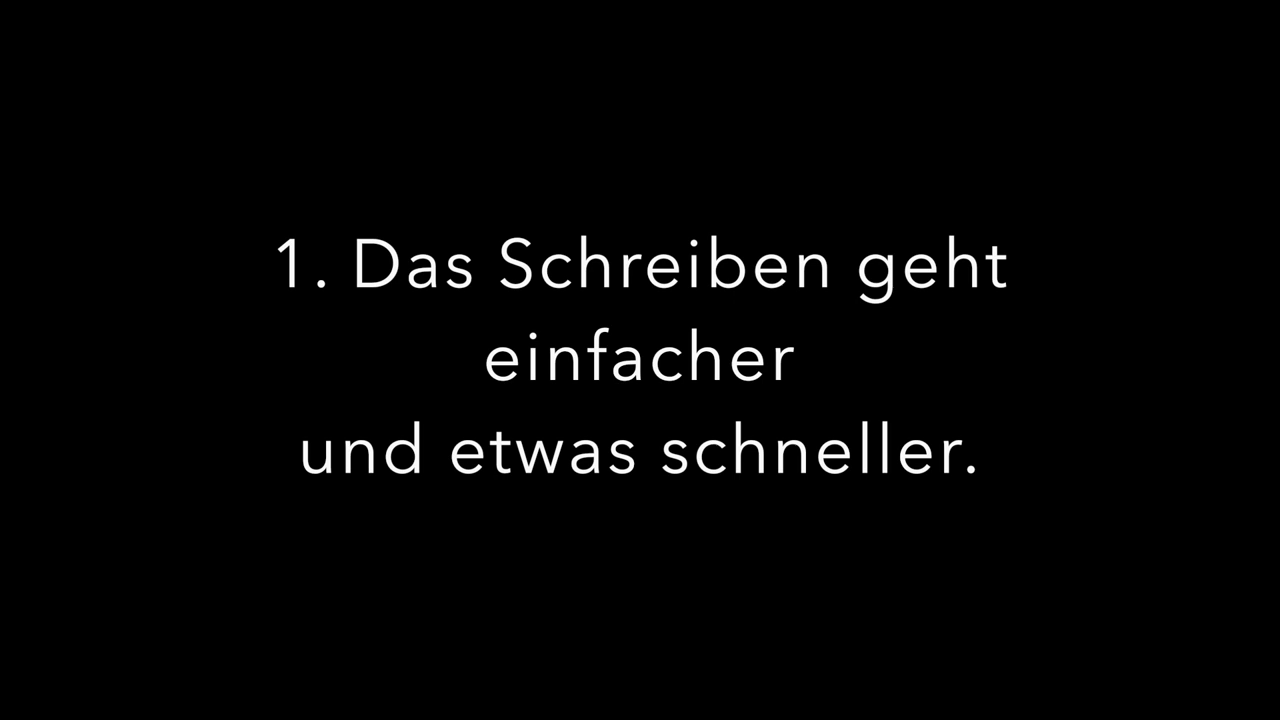 1. Das Schreiben geht
einfacher
und etwas schneller.